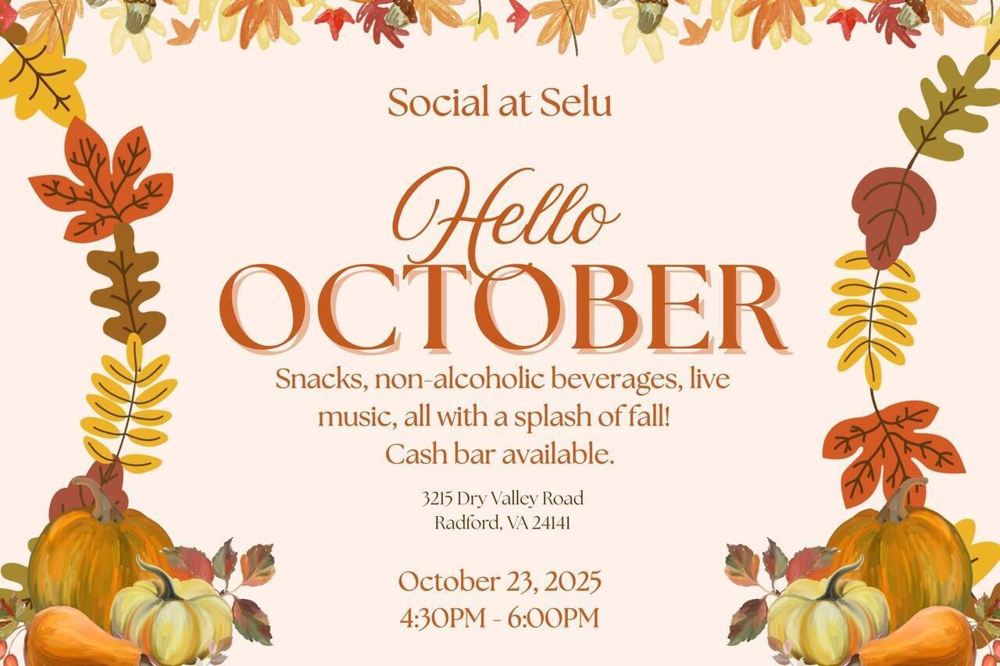 Social at Selu
Hello
OCTOBER
Snacks, non-alcoholic beverages, live
music, all with a splash of fall!
Cash bar available.
3215 Dry Valley Road
Radford, VA 24141
October 23, 2025
4:30PM - 6:00PM